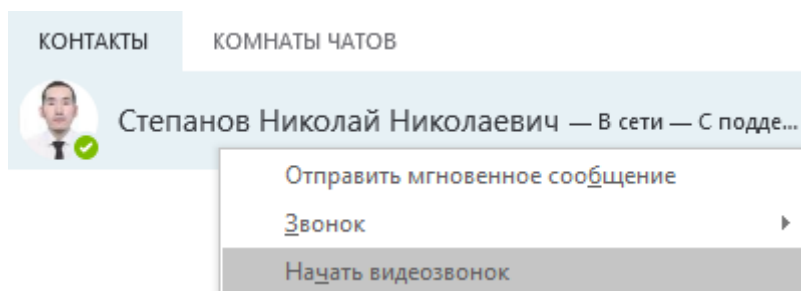 КОНТАКТЫ КОМНАТЫ ЧАТОВ
Степанов Николай Николаевич — В сети — С подде...
Отправить мгновенное сообщение
Звонок
Начать видеозвонок